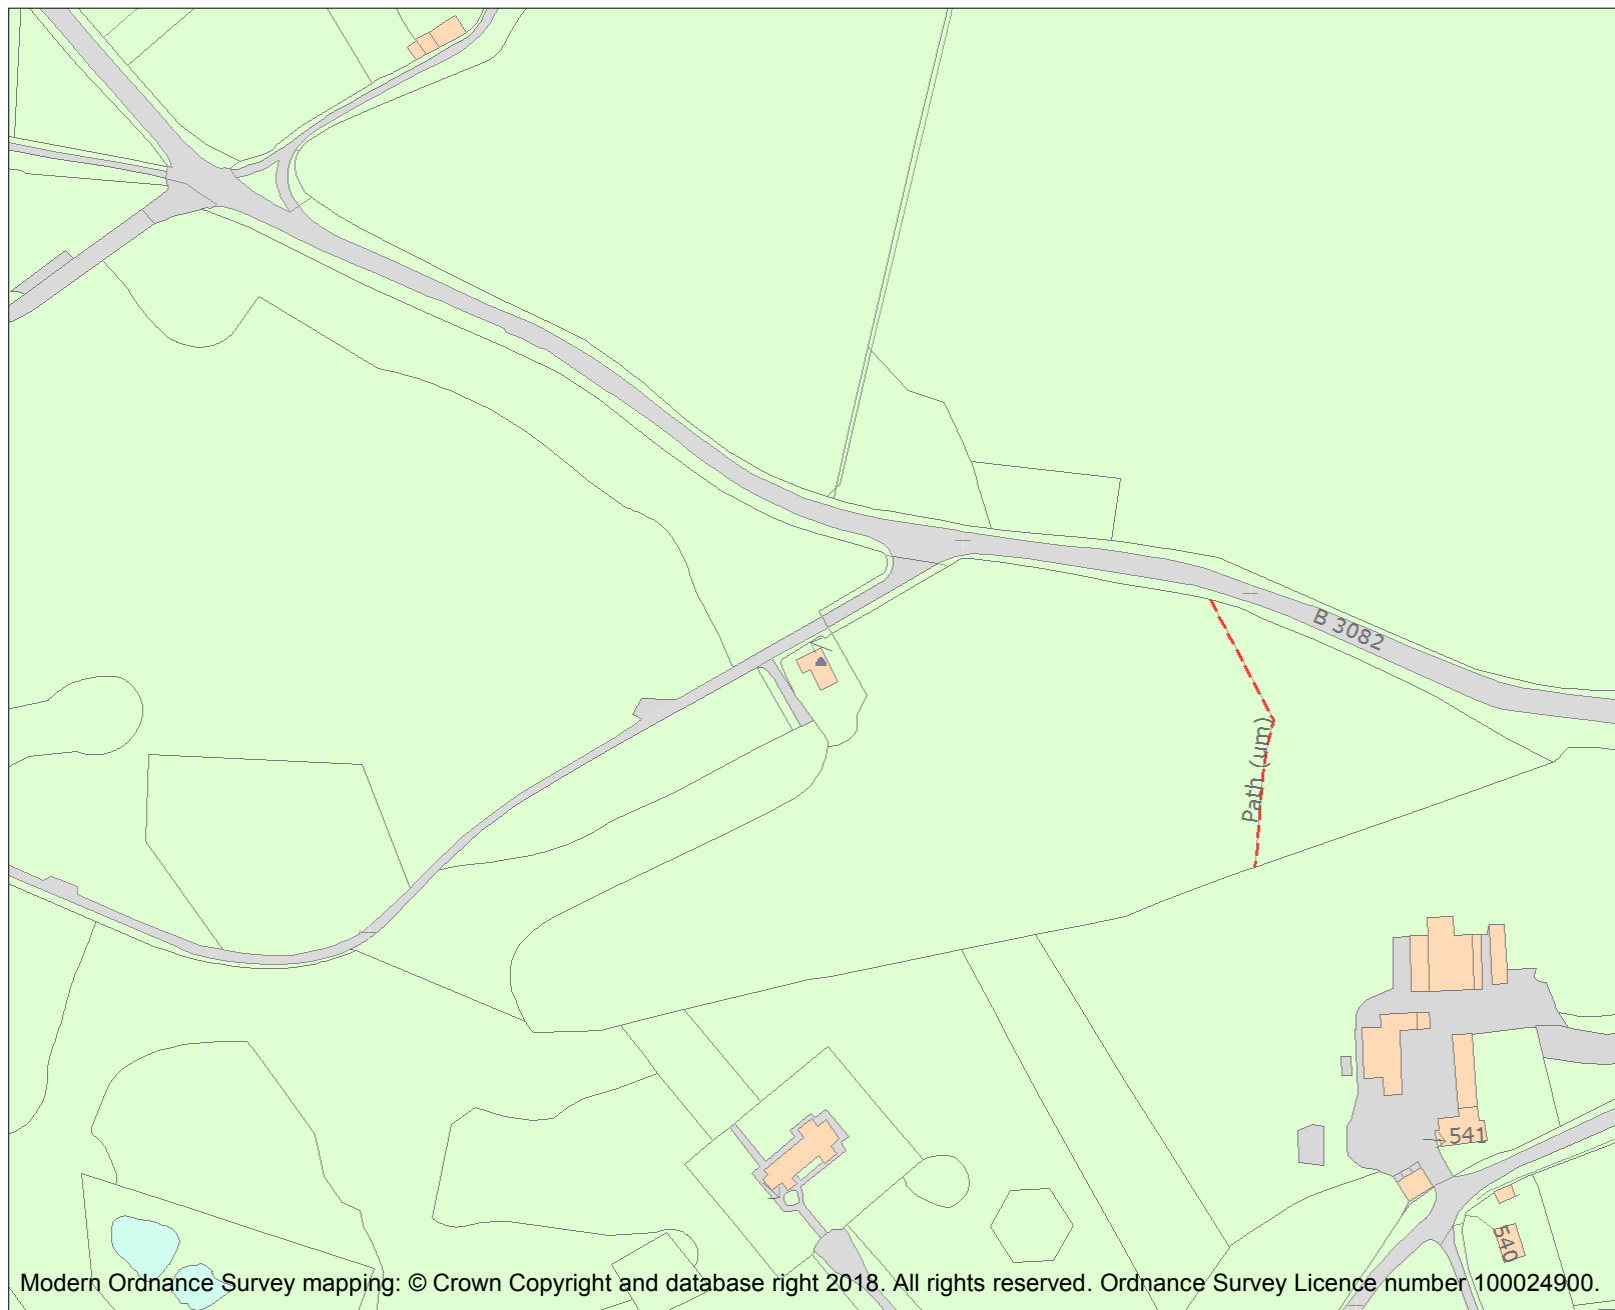 B 3082
Path (um)
541
540
Modern Ordnance Survey mapping: © Crown Copyright and database right 2018. All rights reserved. Ordnance Survey Licence number 100024900.